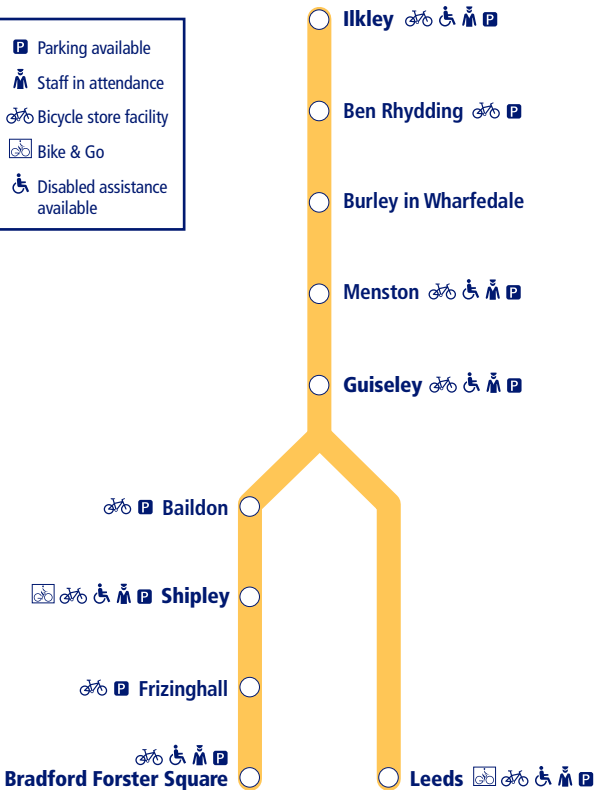 Parking available
Staff in attendance
Bicycle store facility
Bike & Go
Disabled assistance
available
Ilkley P
Ben Rhydding P
Burley in Wharfedale
Menston P
Guiseley P
P Baildon
P Shipley
P Frizinghall
P
Bradford Forster Square
Leeds P